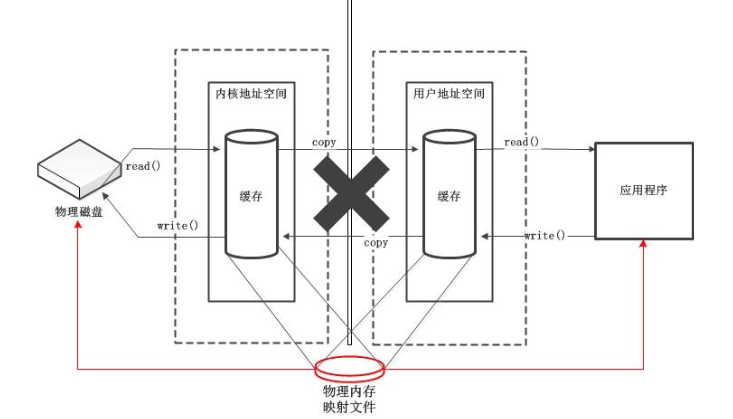 内核地址空间
用户地址空间
copy
read()
read()
缓存
缓存
应用程序
物理磁盘
write()
copy
write()
物理内存
映射文件